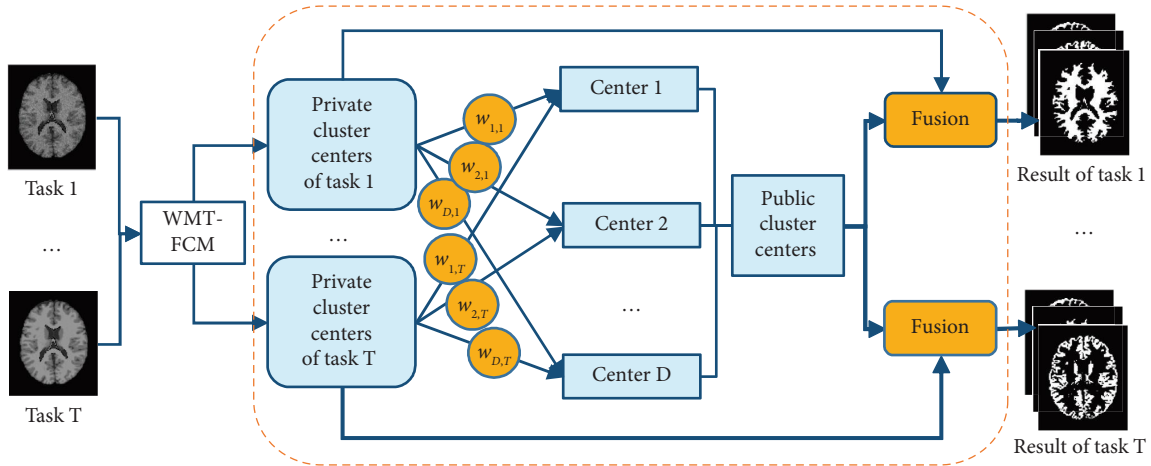 Task 1
…
Task T
WMT-
FCM
Private
cluster
centers
of task 1
…
Private
cluster
centers
of task T
w1,1
w2,1
wD,1
w1,T
w2,T
wD,T
Center 1
Center 2
…
Center D
Public
cluster
centers
Fusion
Fusion
Result of task 1
…
Result of task T